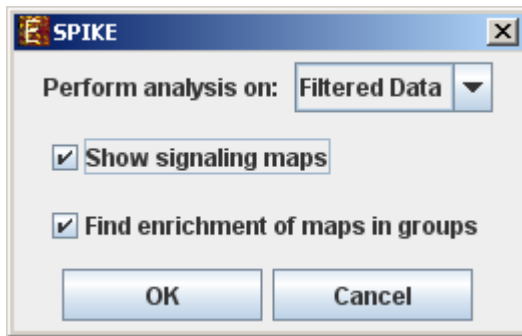 SPIKE
Perform analysis on: Filtered Data
Show signaling maps
Find enrichment of maps in groups
OK Cancel